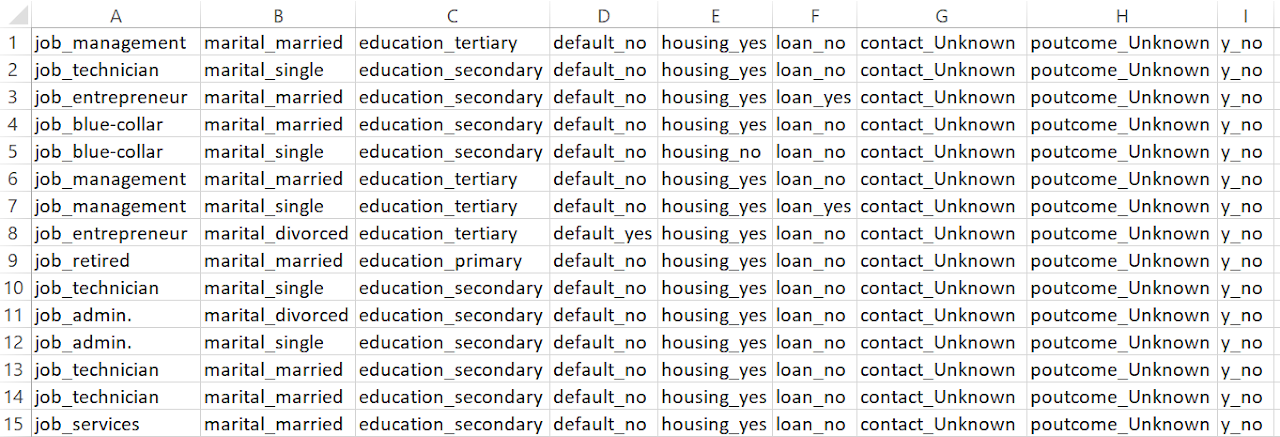 A B C D E F G H I
1 job_management marital_married education_tertiary default_no housing_yes loan_no contact_Unknown poutcome_Unknown y_no
2 job_technician marital_single education_secondary default_no housing_yes loan_no contact_Unknown poutcome_Unknown y_no
3 job_entrepreneur marital_married education_secondary default_no housing_yes loan_yes contact_Unknown poutcome_Unknown y_no
4 job_blue-collar marital_married education_secondary default_no housing_yes loan_no contact_Unknown poutcome_Unknown y_no
5 job_blue-collar marital_single education_secondary default_no housing_no loan_no contact_Unknown poutcome_Unknown y_no
6 job_management marital_married education_tertiary default_no housing_yes loan_no contact_Unknown poutcome_Unknown y_no
7 job_management marital_single education_tertiary default_no housing_yes loan_yes contact_Unknown poutcome_Unknown y_no
8 job_entrepreneur marital_divorced education_tertiary default_yes housing_yes loan_no contact_Unknown poutcome_Unknown y_no
9 job_retired marital_married education_primary default_no housing_yes loan_no contact_Unknown poutcome_Unknown y_no
10 job_technician marital_single education_secondary default_no housing_yes loan_no contact_Unknown poutcome_Unknown y_no
11 job_admin. marital_divorced education_secondary default_no housing_yes loan_no contact_Unknown poutcome_Unknown y_no
12 job_admin. marital_single education_secondary default_no housing_yes loan_no contact_Unknown poutcome_Unknown y_no
13 job_technician marital_married education_secondary default_no housing_yes loan_no contact_Unknown poutcome_Unknown y_no
14 job_technician marital_married education_secondary default_no housing_yes loan_no contact_Unknown poutcome_Unknown y_no
15 job_services marital_married education_secondary default_no housing_yes loan_no contact_Unknown poutcome_Unknown y_no